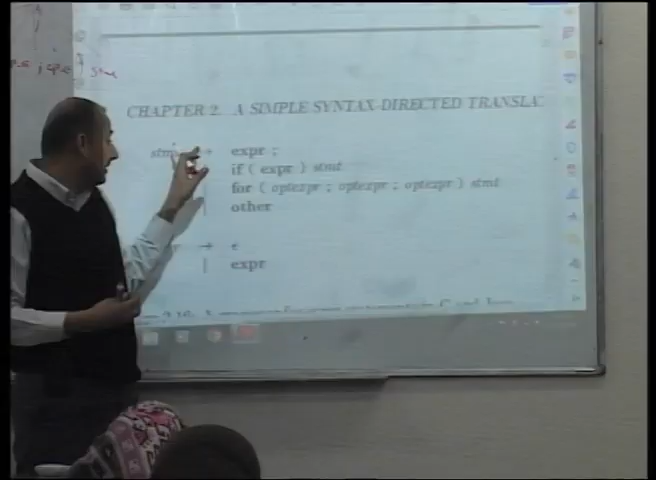 CHAPTER 2. A SIMPLE SYNTAX-DIRECTED TRANSLA
stmt → expr ;
| if ( expr ) stmt
for ( optexpr ; optexpr ; optexpr ) stmt
| other
→ ϵ
| expr